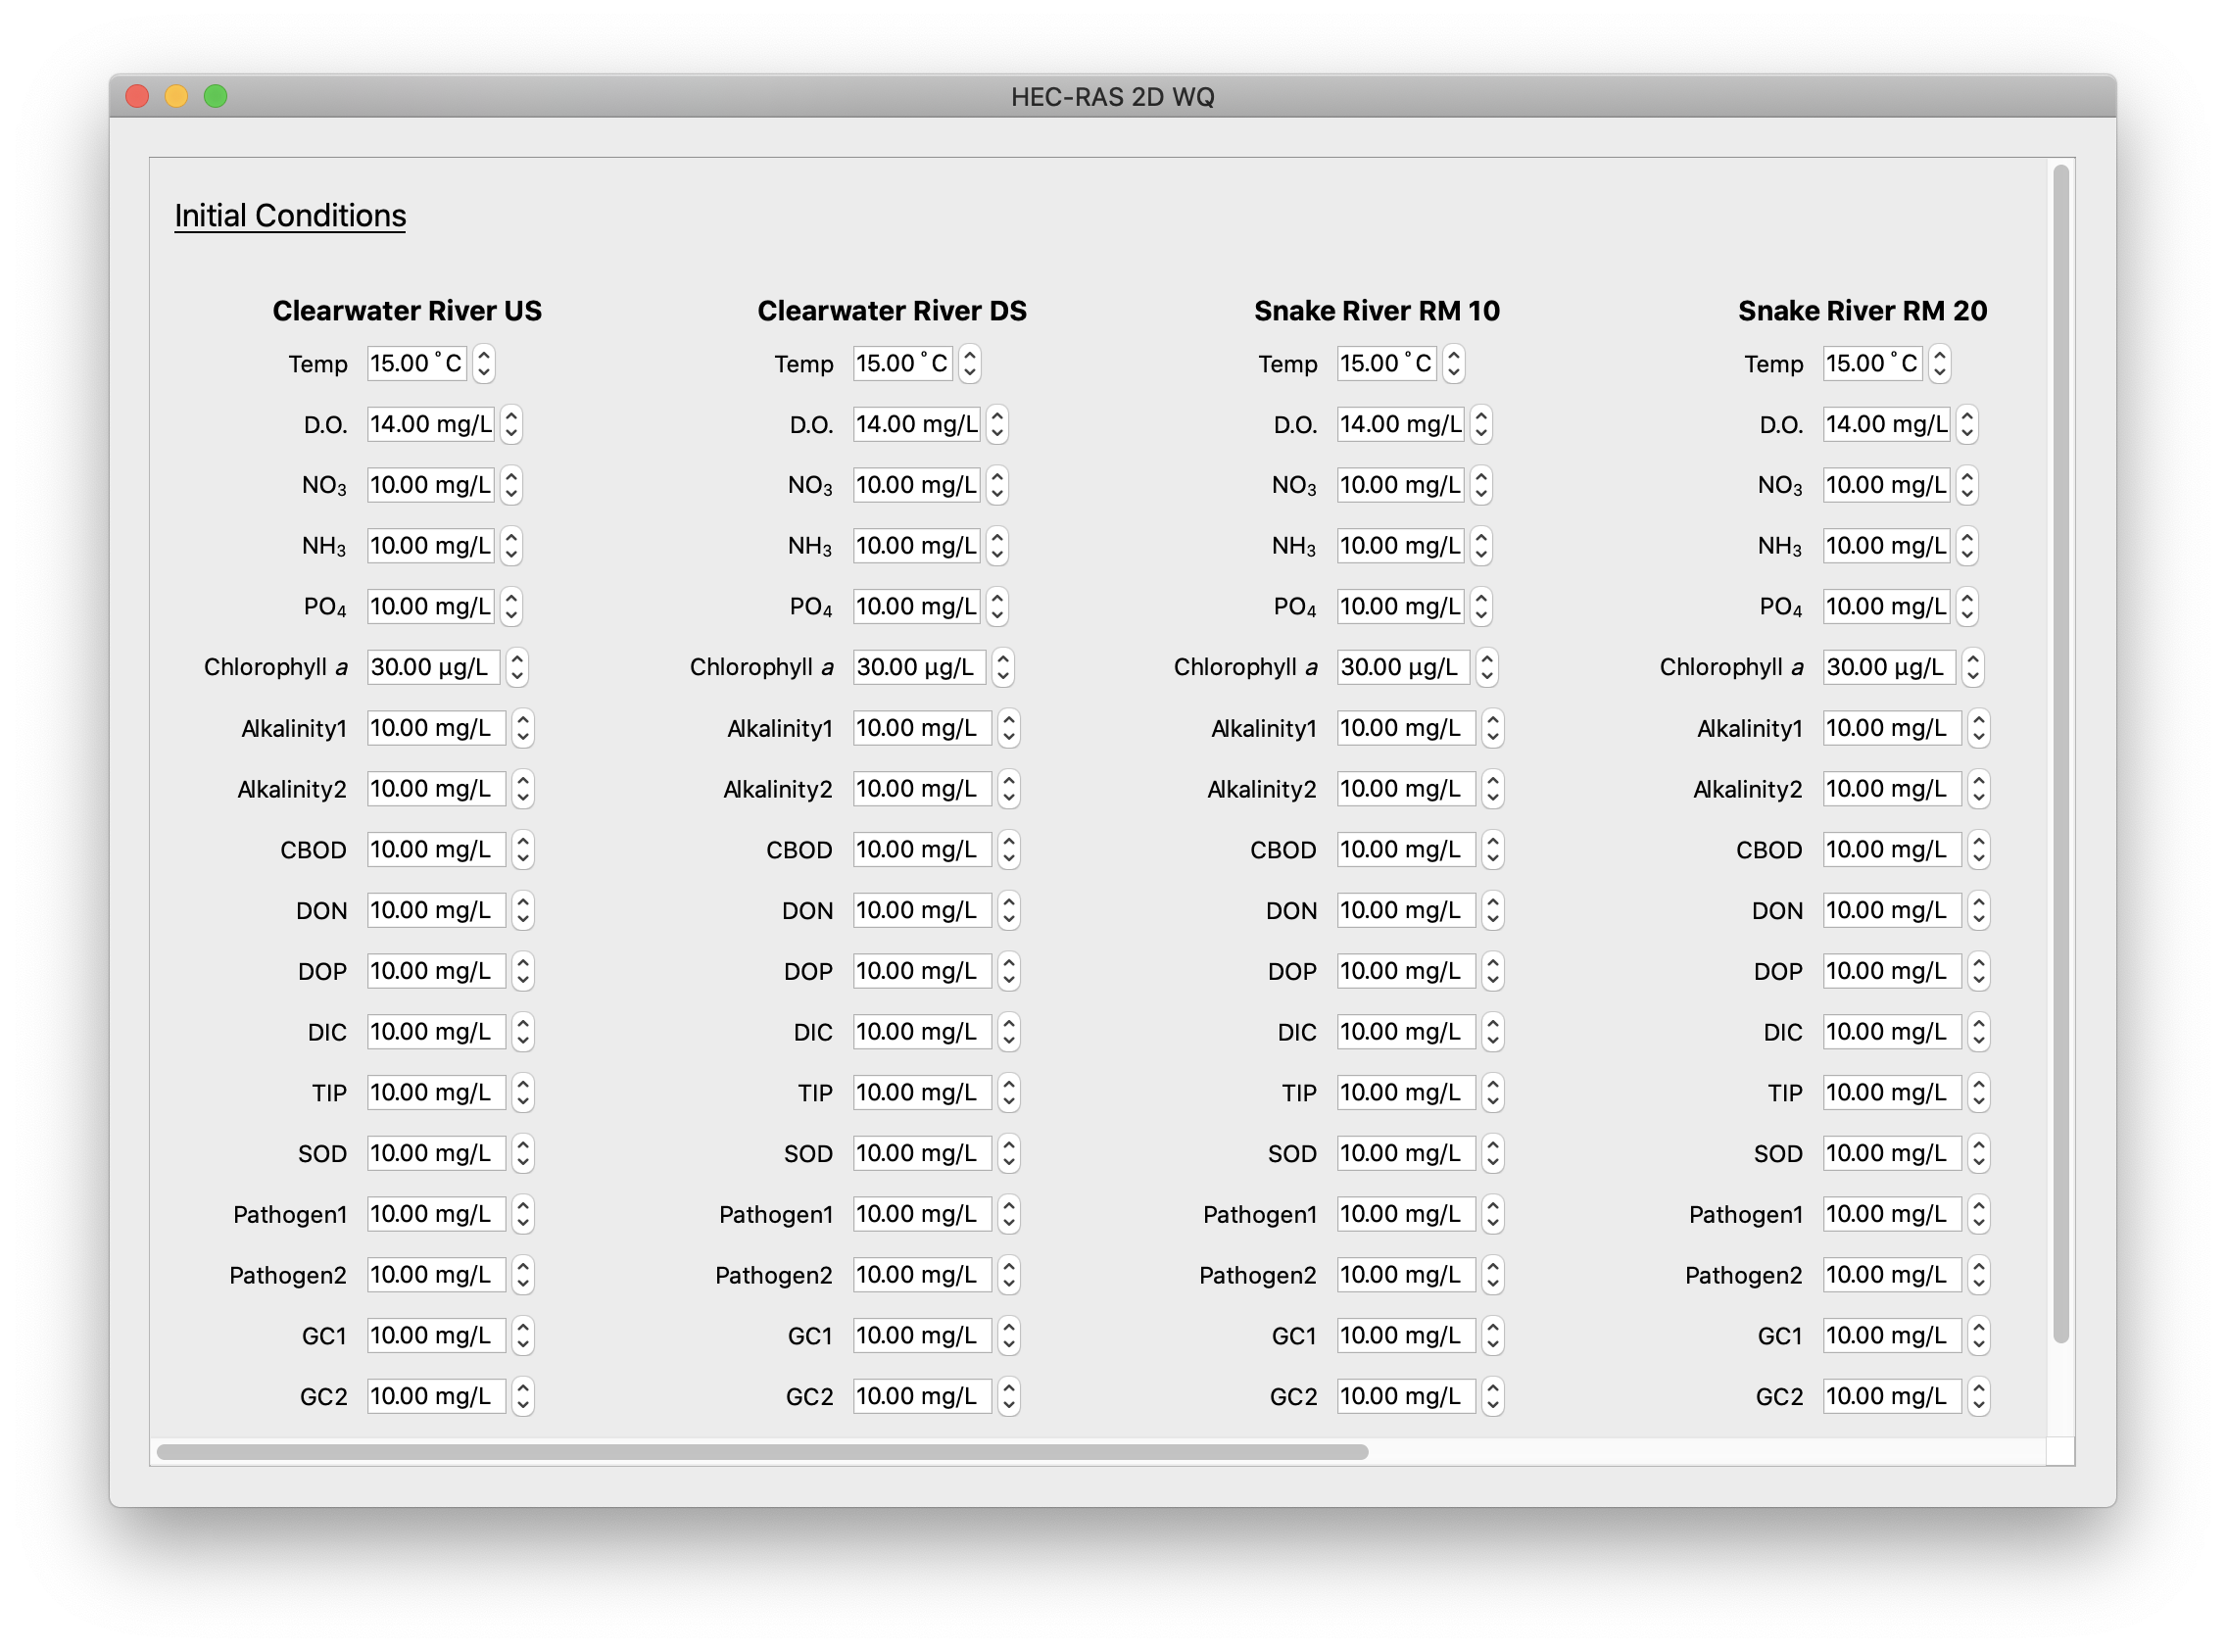 HEC-RAS 2D WQ
Initial Conditions
Clearwater River US Clearwater River DS Snake River RM 10 Snake River RM 20
Temp 15.00 ˚C Temp 15.00 ˚C Temp 15.00 ˚C Temp 15.00 ˚C
D.O. 14.00 mg/L D.O. 14.00 mg/L D.O. 14.00 mg/L D.O. 14.00 mg/L
NO₃ 10.00 mg/L NO₃ 10.00 mg/L NO₃ 10.00 mg/L NO₃ 10.00 mg/L
NH₃ 10.00 mg/L NH₃ 10.00 mg/L NH₃ 10.00 mg/L NH₃ 10.00 mg/L
PO₄ 10.00 mg/L PO₄ 10.00 mg/L PO₄ 10.00 mg/L PO₄ 10.00 mg/L
Chlorophyll a 30.00 µg/L Chlorophyll a 30.00 µg/L Chlorophyll a 30.00 µg/L Chlorophyll a 30.00 µg/L
Alkalinity1 10.00 mg/L Alkalinity1 10.00 mg/L Alkalinity1 10.00 mg/L Alkalinity1 10.00 mg/L
Alkalinity2 10.00 mg/L Alkalinity2 10.00 mg/L Alkalinity2 10.00 mg/L Alkalinity2 10.00 mg/L
CBOD 10.00 mg/L CBOD 10.00 mg/L CBOD 10.00 mg/L CBOD 10.00 mg/L
DON 10.00 mg/L DON 10.00 mg/L DON 10.00 mg/L DON 10.00 mg/L
DOP 10.00 mg/L DOP 10.00 mg/L DOP 10.00 mg/L DOP 10.00 mg/L
DIC 10.00 mg/L DIC 10.00 mg/L DIC 10.00 mg/L DIC 10.00 mg/L
TIP 10.00 mg/L TIP 10.00 mg/L TIP 10.00 mg/L TIP 10.00 mg/L
SOD 10.00 mg/L SOD 10.00 mg/L SOD 10.00 mg/L SOD 10.00 mg/L
Pathogen1 10.00 mg/L Pathogen1 10.00 mg/L Pathogen1 10.00 mg/L Pathogen1 10.00 mg/L
Pathogen2 10.00 mg/L Pathogen2 10.00 mg/L Pathogen2 10.00 mg/L Pathogen2 10.00 mg/L
GC1 10.00 mg/L GC1 10.00 mg/L GC1 10.00 mg/L GC1 10.00 mg/L
GC2 10.00 mg/L GC2 10.00 mg/L GC2 10.00 mg/L GC2 10.00 mg/L